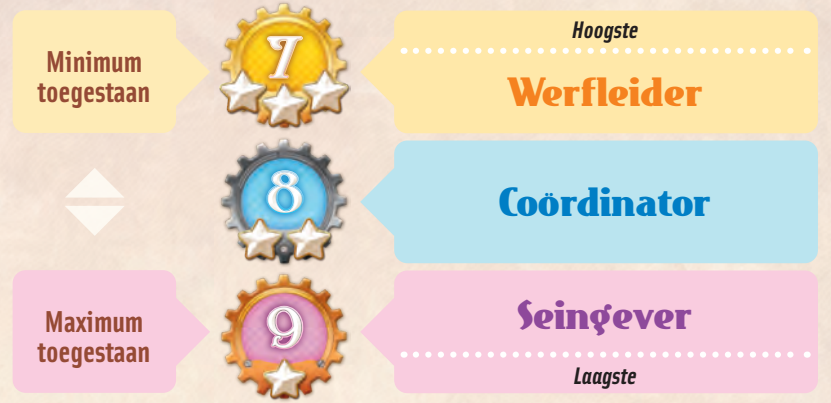 Minimum
toegestaan
7
Hoogste
Werfleider
8
Coördinator
Maximum
toegestaan
9
Seingever
Laagste